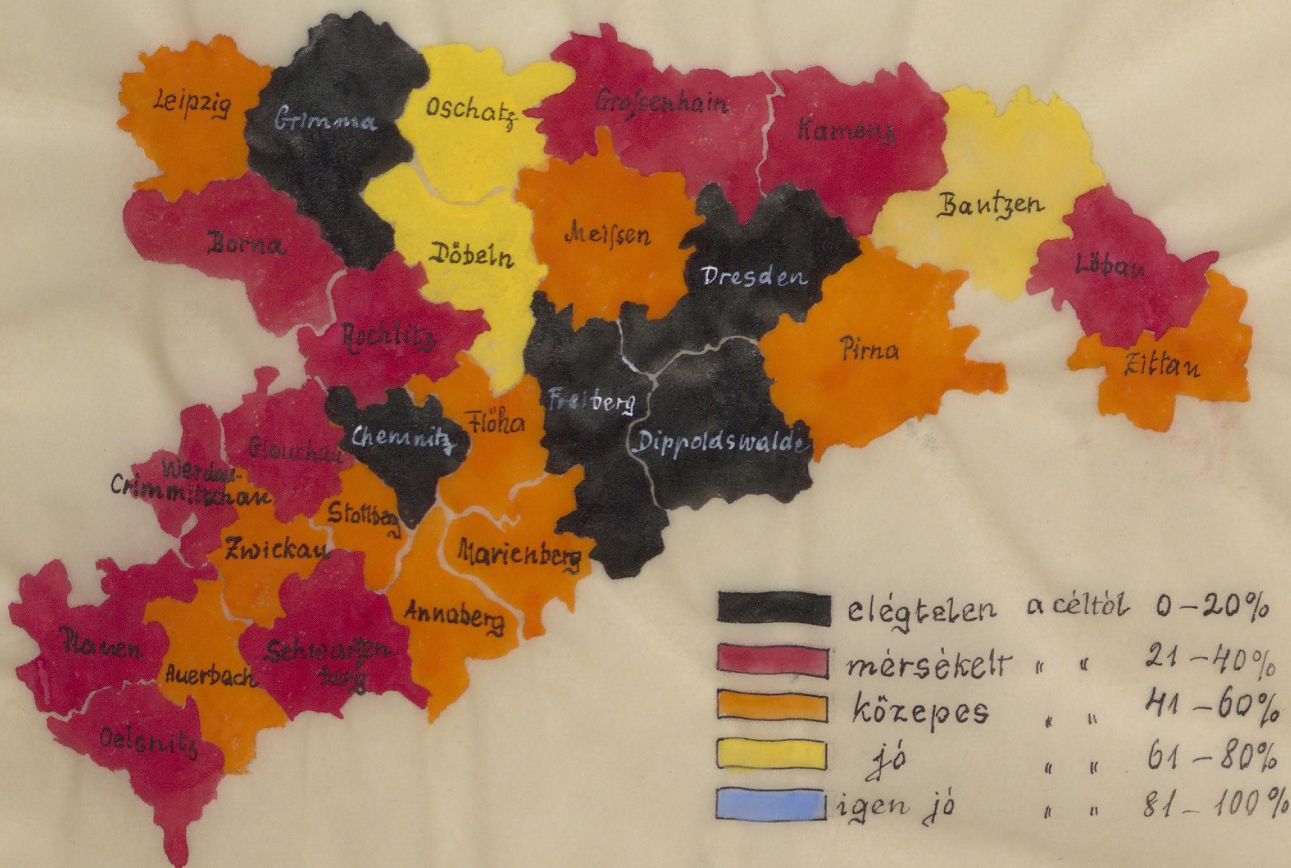 Leipzig
Grimma
Oschatz
Großenhain
Kamenz
Bautzen
Löbau
Zittau
Borna
Döbeln
Meißen
Dresden
Pirna
Rochlitz
Freiberg
Dippoldswalde
Chemnitz
Flöha
Glauchau
Werdau-
Crimmitschau
Stollberg
Zwickau
Marienberg
Annaberg
Plauen
Auerbach
Schwarzen-
berg
Oelsnitz
elégtelen a céltól 0-20%
mérsékelt " " 21-40%
közepes " " 41-60%
jó " " 61-80%
igen jó " " 81-100%